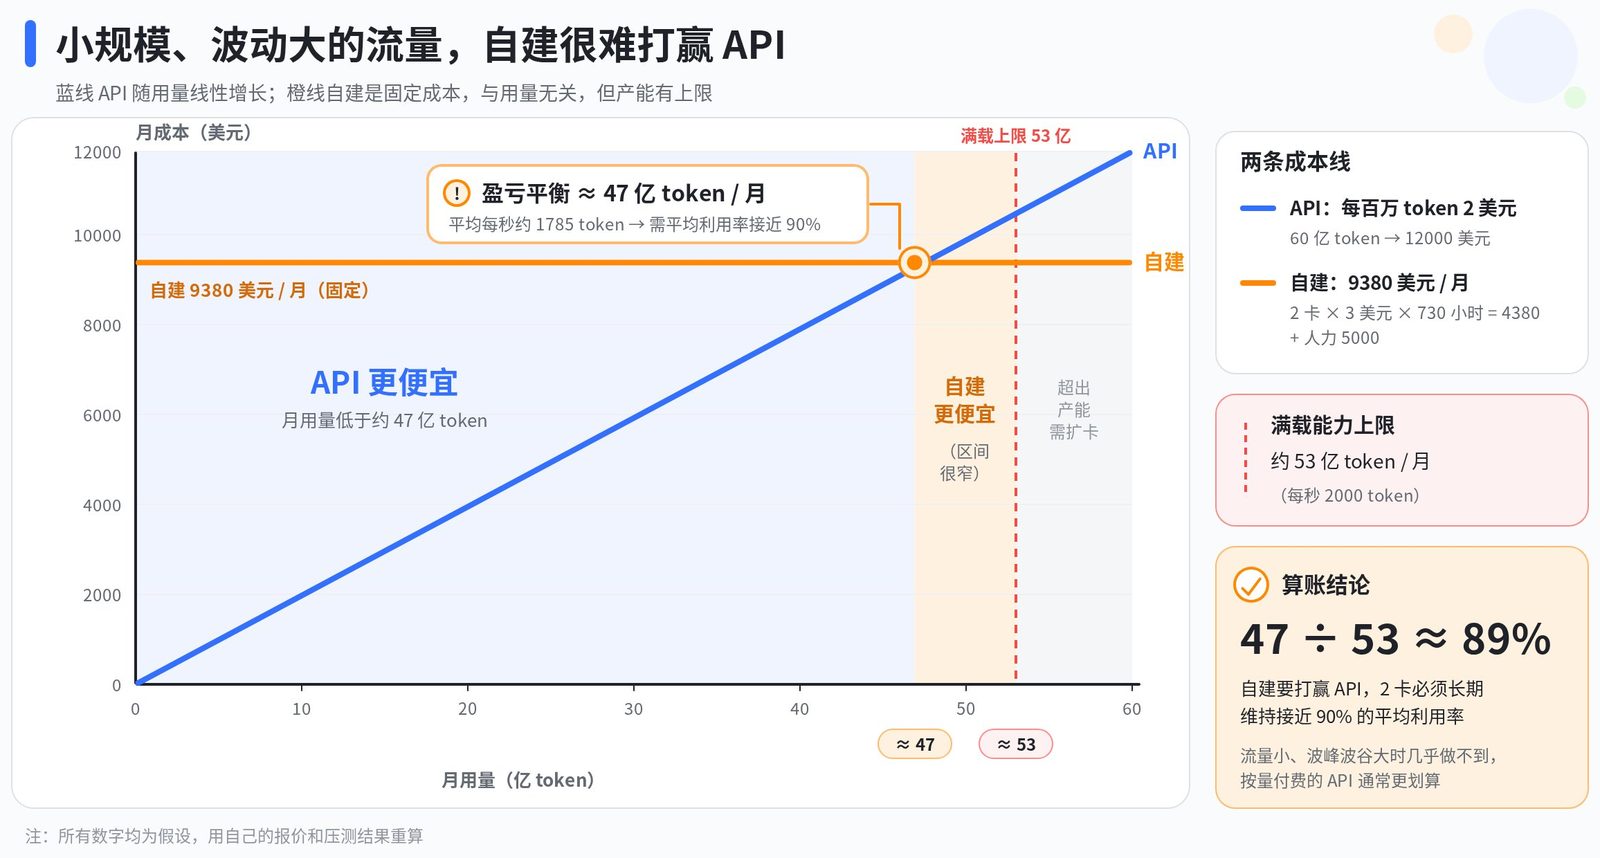 小规模、波动大的流量，自建很难打赢 API
蓝线 API 随用量线性增长；橙线自建是固定成本，与用量无关，但产能有上限
月成本（美元）
满载上限 53 亿
12000
10000
8000
6000
4000
2000
0
API
自建
! 盈亏平衡 ≈ 47 亿 token / 月
平均每秒约 1785 token → 需平均利用率接近 90%
自建 9380 美元 / 月（固定）
API 更便宜
月用量低于约 47 亿 token
自建
更便宜
（区间
很窄）
超出
产能
需扩卡
0
10
20
30
40
50
60
≈ 47
≈ 53
月用量（亿 token）
两条成本线
API：每百万 token 2 美元
60 亿 token → 12000 美元
自建：9380 美元 / 月
2 卡 × 3 美元 × 730 小时 = 4380
+ 人力 5000
满载能力上限
约 53 亿 token / 月
（每秒 2000 token）
算账结论
47 ÷ 53 ≈ 89%
自建要打赢 API，2 卡必须长期
维持接近 90% 的平均利用率
流量小、波峰波谷大时几乎做不到，
按量付费的 API 通常更划算
注：所有数字均为假设，用自己的报价和压测结果重算